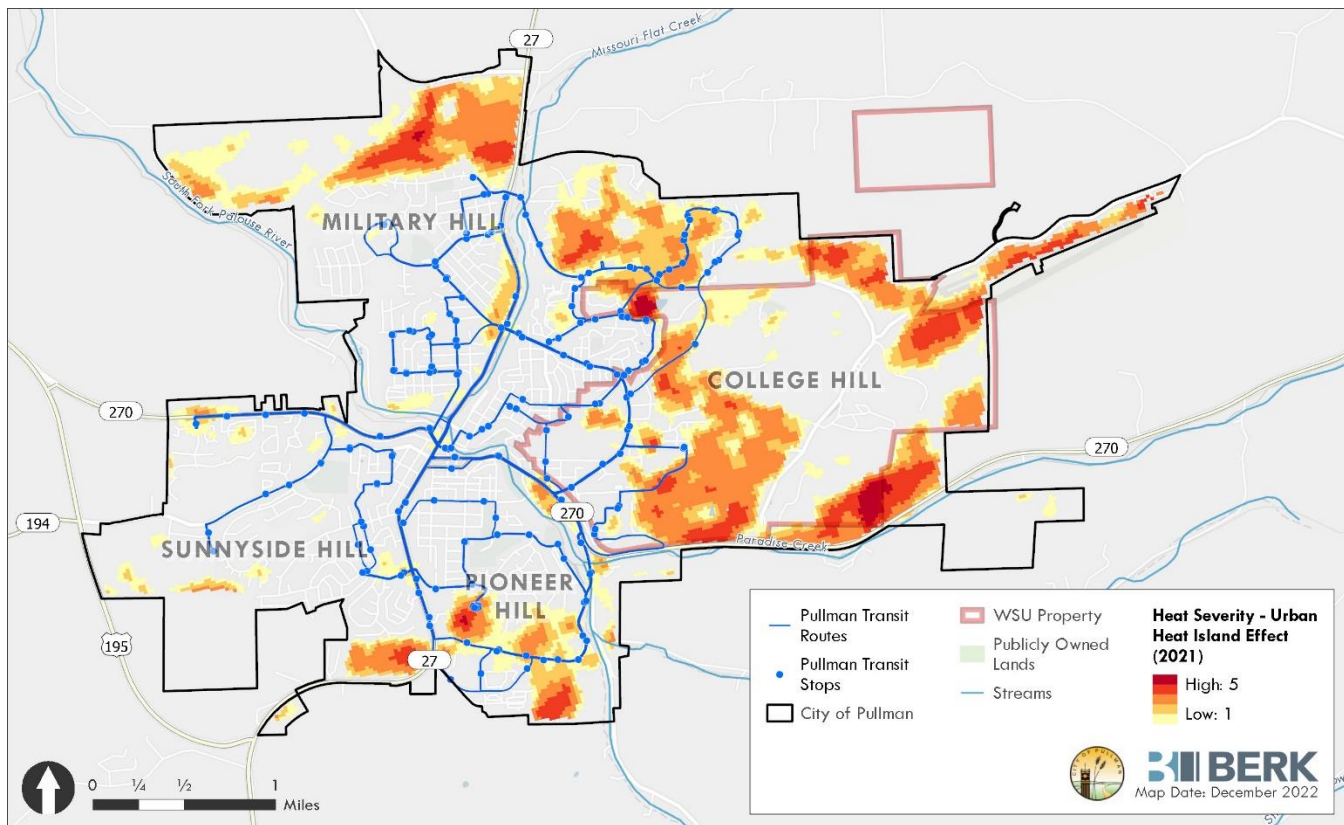 27
Missouri Flat Creek
South Fork Palouse River
MILITARY HILL
270
COLLEGE HILL
270
194
270
Paradise Creek
SUNNYSIDE HILL
PIONEER
HILL
195
27
Pullman Transit
Routes
Pullman Transit
Stops
City of Pullman
WSU Property
Publicly Owned
Lands
Streams
Heat Severity - Urban
Heat Island Effect
(2021)
High: 5
Low: 1
0 ¼ ½ 1
Miles
CITY OF PULLMAN
BERK
Map Date: December 2022